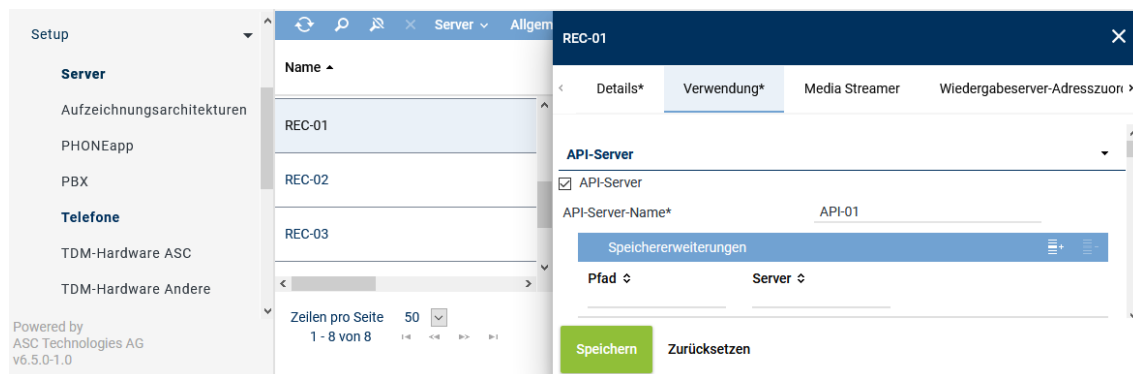 Setup
Server
Aufzeichnungsarchitekturen
PHONEapp
PBX
Telefone
TDM-Hardware ASC
TDM-Hardware Andere
Powered by
ASC Technologies AG
v6.5.0-1.0
Server Allgem
Name
REC-01
REC-02
REC-03
Zeilen pro Seite 50
1 - 8 von 8
REC-01
Details* Verwendung* Media Streamer Wiedergabeserver-Adresszuor
API-Server
API-Server
API-Server-Name* API-01
Speichererweiterungen
Pfad Server
Speichern Zurücksetzen